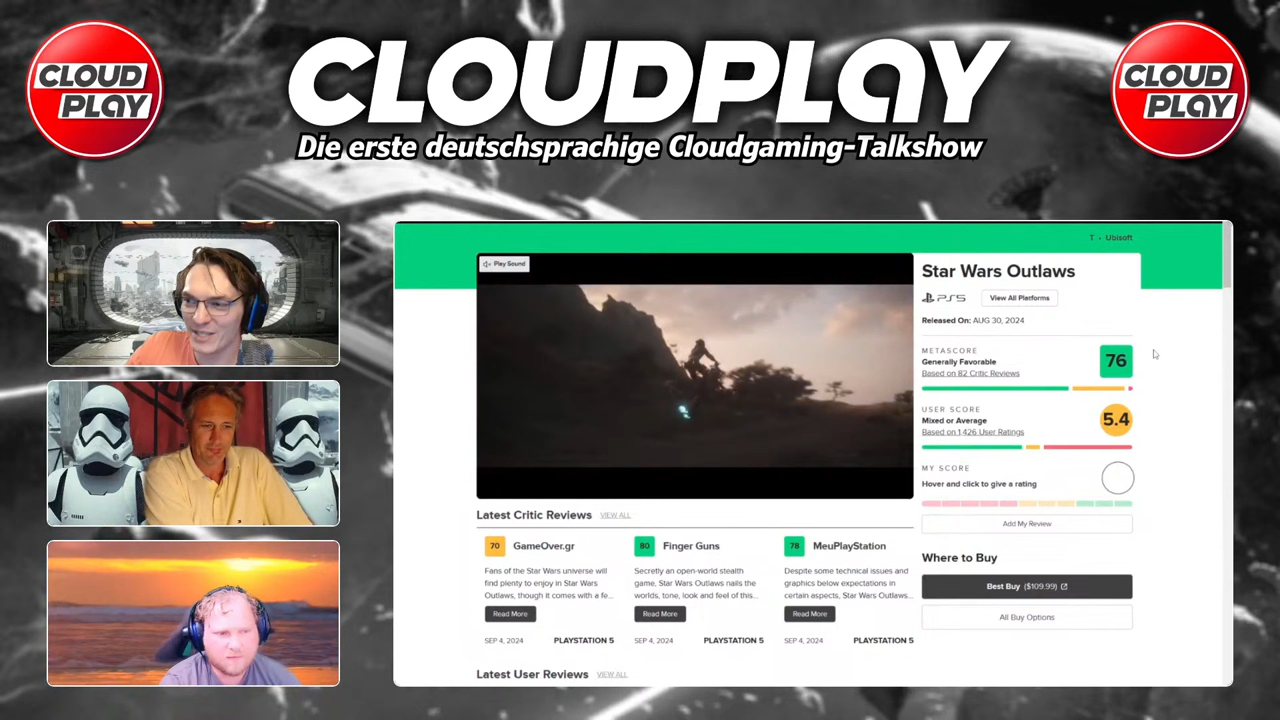 CLOUD
PLAY
CLOUDPLAY
Die erste deutschsprachige Cloudgaming-Talkshow
CLOUD
PLAY
T • Ubisoft
Play Sound
Star Wars Outlaws
PS5
View All Platforms
Released On: AUG 30, 2024
METASCORE
Generally Favorable
Based on 82 Critic Reviews
76
USER SCORE
Mixed or Average
Based on 1,426 User Ratings
5.4
MY SCORE
Hover and click to give a rating
Add My Review
Where to Buy
Best Buy ($109.99)
All Buy Options
Latest Critic Reviews VIEW ALL
70 GameOver.gr
Fans of the Star Wars universe will
find plenty to enjoy in Star Wars
Outlaws, though it comes with a fe...
Read More
SEP 4, 2024 PLAYSTATION 5
80 Finger Guns
Secretly an open-world stealth
game, Star Wars Outlaws nails the
worlds, tone, look and feel of this...
Read More
SEP 4, 2024 PLAYSTATION 5
78 MeuPlayStation
Despite some technical issues and
graphics below expectations in
certain aspects, Star Wars Outlaws...
Read More
SEP 4, 2024 PLAYSTATION 5
Latest User Reviews VIEW ALL